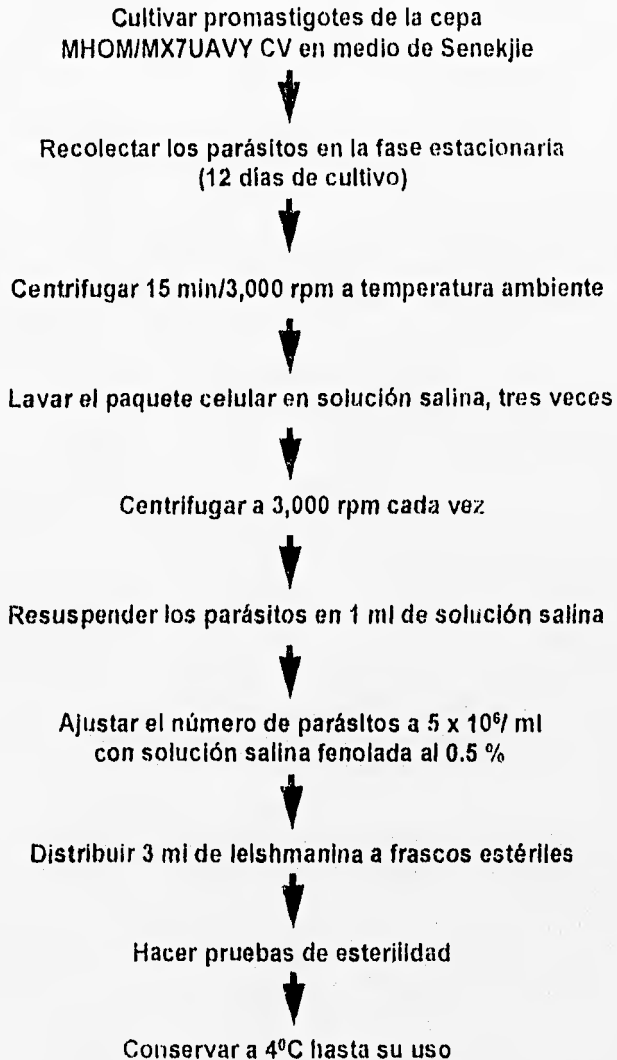 Cultivar promastigotes de la cepa
MHOM/MX7UAVY CV en medio de Senekjie
Recolectar los parásitos en la fase estacionaria
(12 días de cultivo)
Centrifugar 15 min/3,000 rpm a temperatura ambiente
Lavar el paquete celular en solución salina, tres veces
Centrifugar a 3,000 rpm cada vez
Resuspender los parásitos en 1 ml de solución salina
Ajustar el número de parásitos a 5 x 10⁶/ ml
con solución salina fenolada al 0.5 %
Distribuir 3 ml de leishmanina a frascos estériles
Hacer pruebas de esterilidad
Conservar a 4⁰C hasta su uso